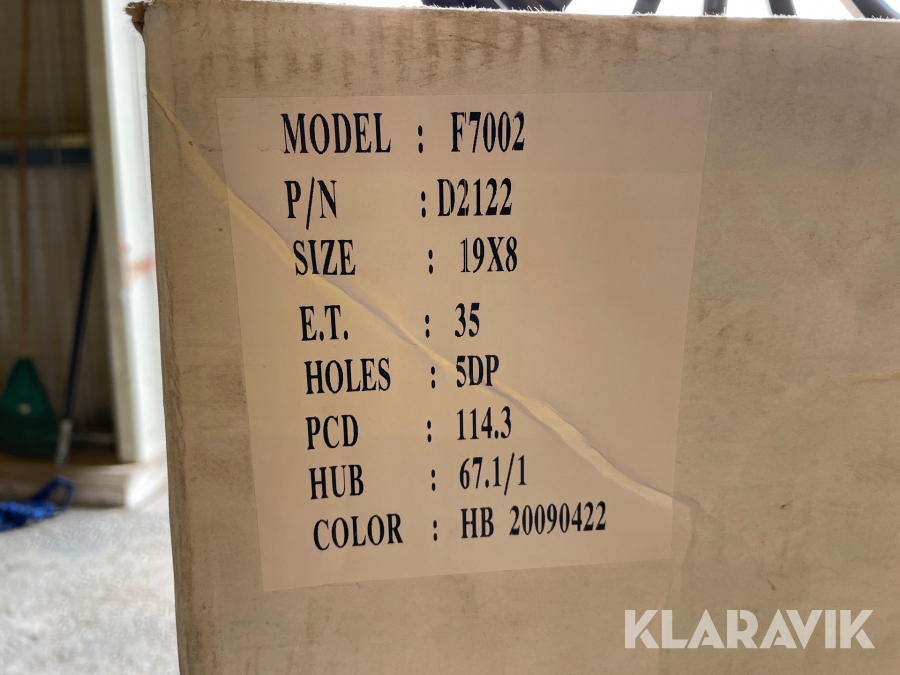 MODEL : F7002
P/N : D2122
SIZE : 19X8
E.T. : 35
HOLES : 5DP
PCD : 114.3
HUB : 67.1/1
COLOR : HB 20090422
KLARAVIK